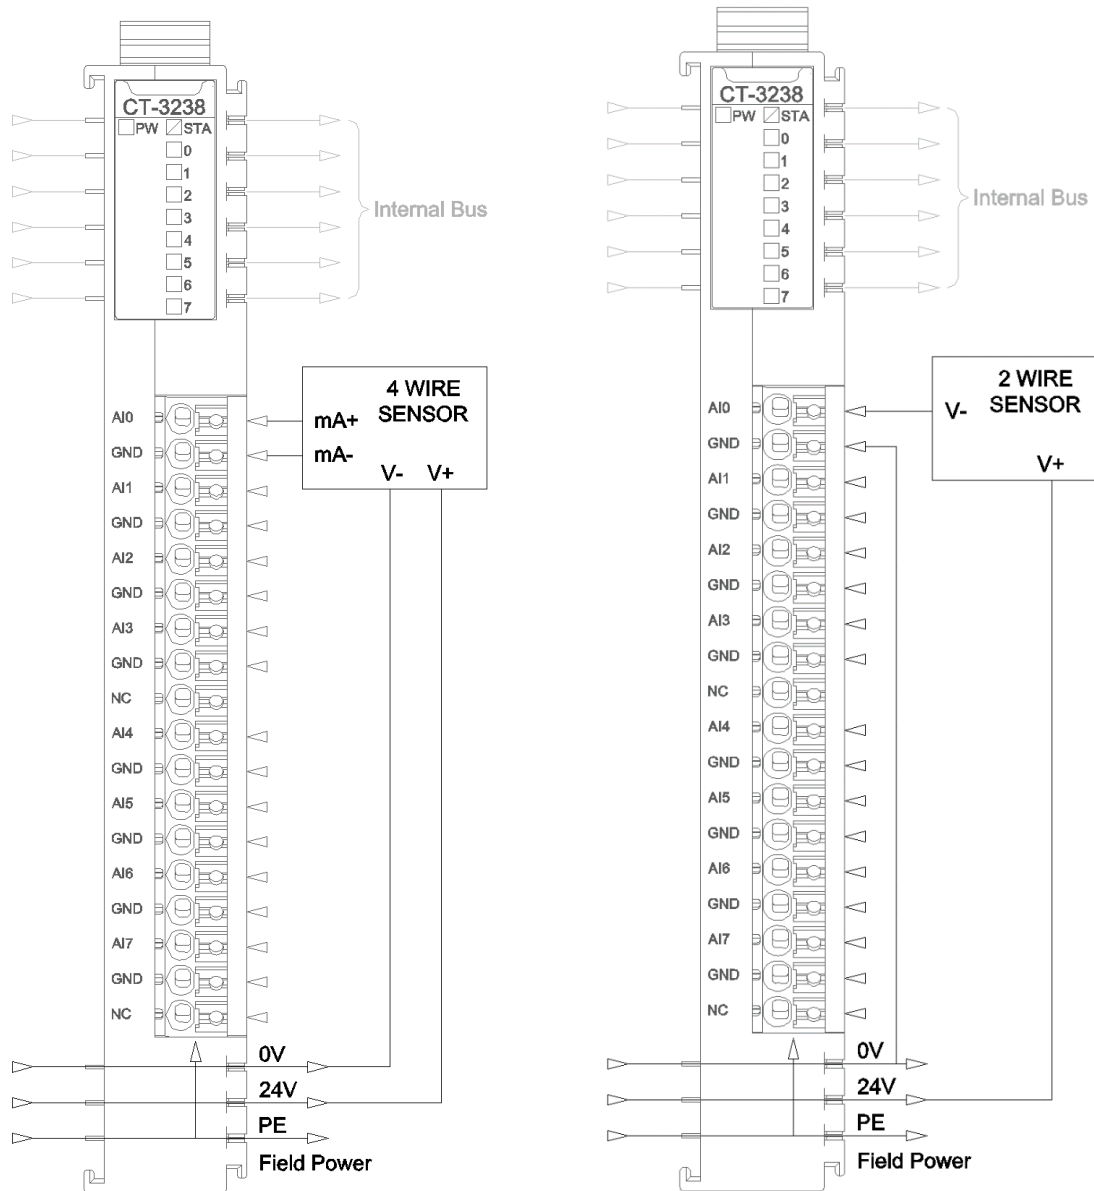 CT-3238
PW STA
0
1
2
3
4
5
6
7
Internal Bus
4 WIRE
SENSOR
mA+
mA-
V- V+
AI0
GND
AI1
GND
AI2
GND
AI3
GND
NC
AI4
GND
AI5
GND
AI6
GND
AI7
GND
NC
0V
24V
PE
Field Power
CT-3238
PW STA
0
1
2
3
4
5
6
7
Internal Bus
2 WIRE
SENSOR
V-
V+
AI0
GND
AI1
GND
AI2
GND
AI3
GND
NC
AI4
GND
AI5
GND
AI6
GND
AI7
GND
NC
0V
24V
PE
Field Power